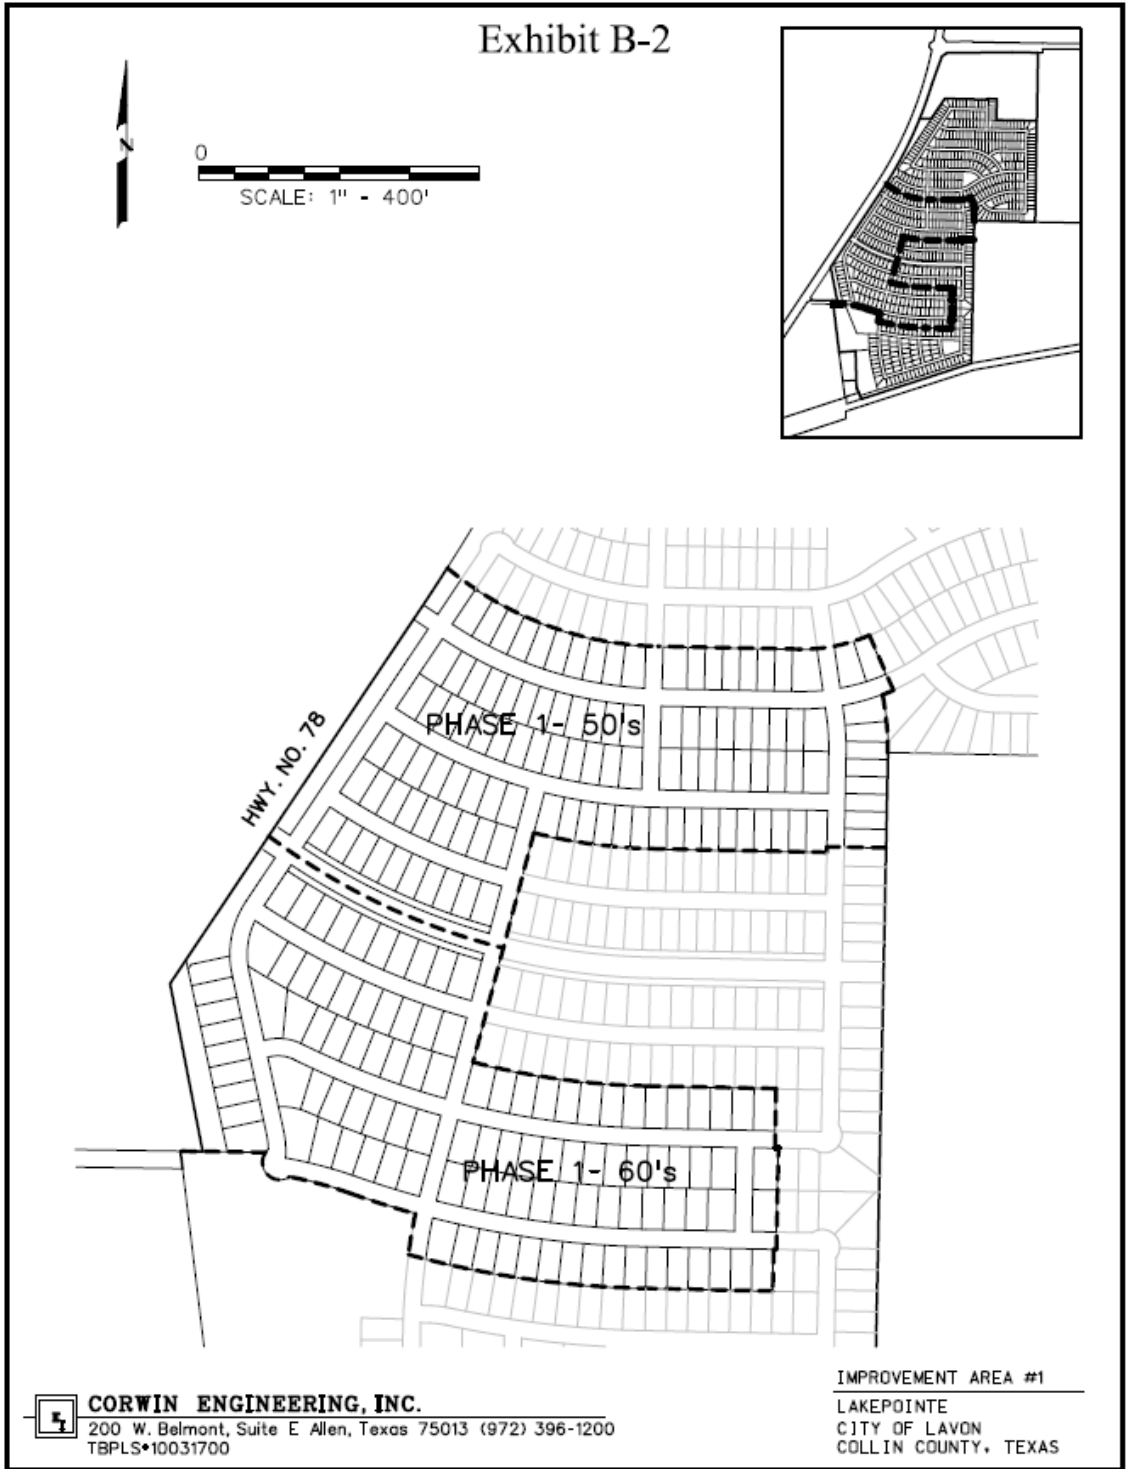 Exhibit B-2
N
0
SCALE: 1" - 400'
HWY. NO. 78
PHASE 1- 50's
PHASE 1- 60's
IMPROVEMENT AREA #1
LAKEPOINTE
CITY OF LAVON
COLLIN COUNTY, TEXAS
EI
CORWIN ENGINEERING, INC.
200 W. Belmont, Suite E Allen, Texas 75013 (972) 396-1200
TBPLS•10031700